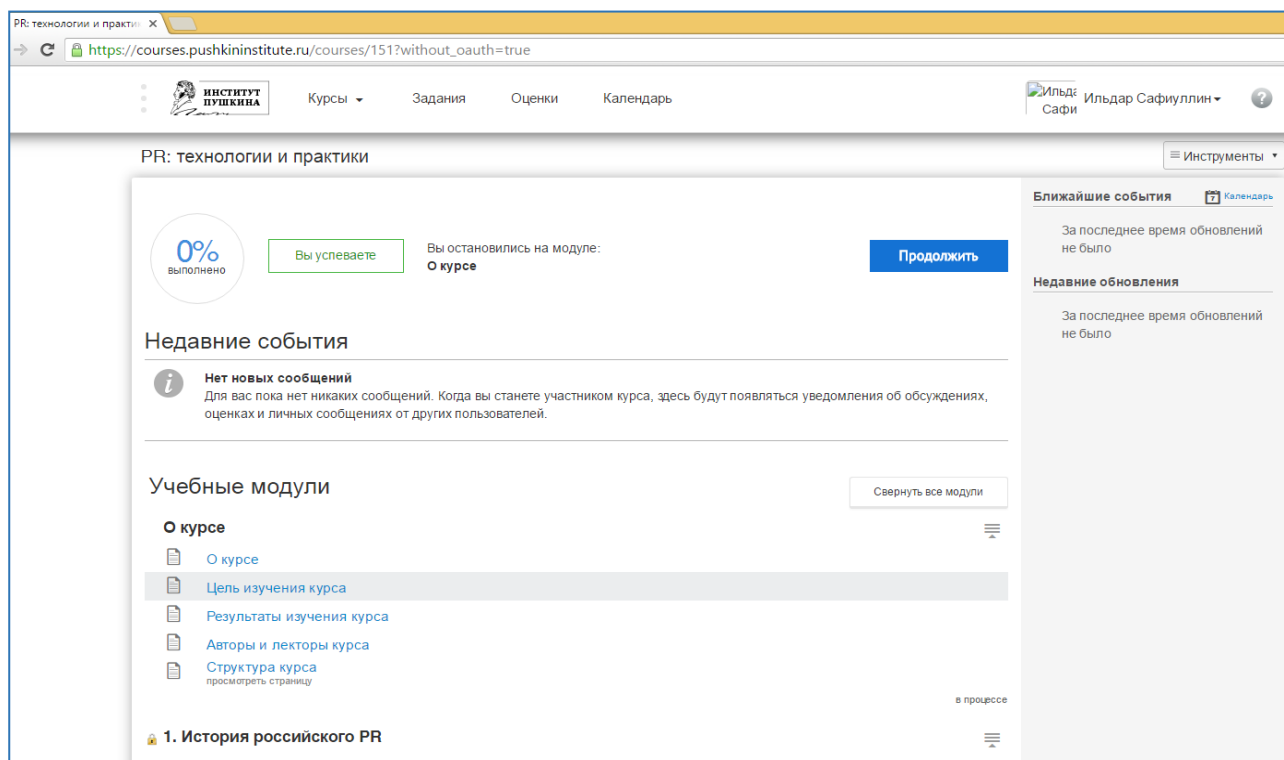 PR: технологии и практи
https://courses.pushkininstitute.ru/courses/151?without_oauth=true
ИНСТИТУТ
ПУШКИНА
Курсы
Задания
Оценки
Календарь
Ильда
Сафи
Ильдар Сафиуллин
?
PR: технологии и практики
Инструменты
0%
выполнено
Вы успеваете
Вы остановились на модуле:
О курсе
Продолжить
Ближайшие события
7
Календарь
За последнее время обновлений
не было
Недавние обновления
За последнее время обновлений
не было
Недавние события
i
Нет новых сообщений
Для вас пока нет никаких сообщений. Когда вы станете участником курса, здесь будут появляться уведомления об обсуждениях,
оценках и личных сообщениях от других пользователей.
Учебные модули
Свернуть все модули
О курсе
О курсе
Цель изучения курса
Результаты изучения курса
Авторы и лекторы курса
Структура курса
просмотреть страницу
в процессе
1. История российского PR